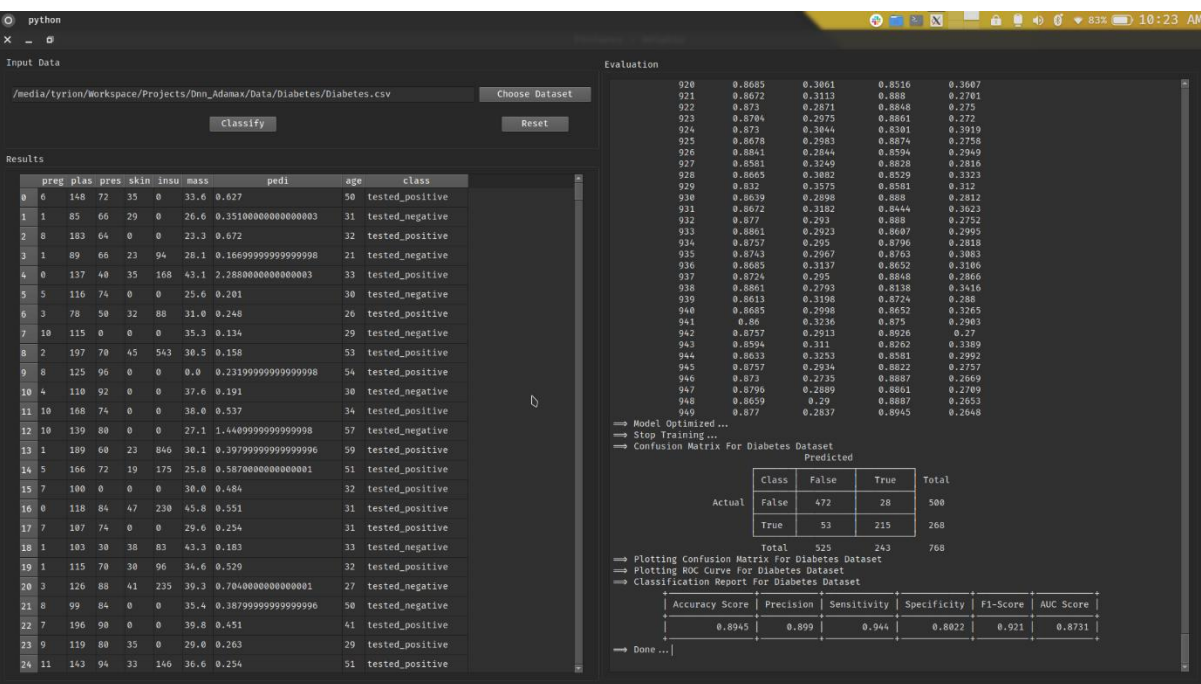 python
83% 10:23 AM
Input Data
/media/tyrion/Workspace/Projects/Dnn_Adamax/Data/Diabetes/Diabetes.csv Choose Dataset
Classify Reset
Results
preg plas pres skin insu mass pedi age class
0 6 148 72 35 0 33.6 0.627 50 tested_positive
1 1 85 66 29 0 26.6 0.35100000000000003 31 tested_negative
2 8 183 64 0 0 23.3 0.672 32 tested_positive
3 1 89 66 23 94 28.1 0.16699999999999998 21 tested_negative
4 0 137 40 35 168 43.1 2.2880000000000003 33 tested_positive
5 5 116 74 0 0 25.6 0.201 30 tested_negative
6 3 78 50 32 88 31.0 0.248 26 tested_positive
7 10 115 0 0 0 35.3 0.134 29 tested_negative
8 2 197 70 45 543 30.5 0.158 53 tested_positive
9 8 125 96 0 0 0.0 0.23199999999999998 54 tested_positive
10 4 110 92 0 0 37.6 0.191 30 tested_negative
11 10 168 74 0 0 38.0 0.537 34 tested_positive
12 10 139 80 0 0 27.1 1.4409999999999998 57 tested_negative
13 1 189 60 23 846 30.1 0.39799999999999996 59 tested_positive
14 5 166 72 19 175 25.8 0.5870000000000001 51 tested_positive
15 7 100 0 0 0 30.0 0.484 32 tested_positive
16 0 118 84 47 230 45.8 0.551 31 tested_positive
17 7 107 74 0 0 29.6 0.254 31 tested_positive
18 1 103 30 38 83 43.3 0.183 33 tested_negative
19 1 115 70 30 96 34.6 0.529 32 tested_positive
20 3 126 88 41 235 39.3 0.7040000000000001 27 tested_negative
21 8 99 84 0 0 35.4 0.38799999999999996 50 tested_negative
22 7 196 90 0 0 39.8 0.451 41 tested_positive
23 9 119 80 35 0 29.0 0.263 29 tested_positive
24 11 143 94 33 146 36.6 0.254 51 tested_positive
Evaluation
920 0.8685 0.3061 0.8516 0.3607
921 0.8672 0.3113 0.888 0.2701
922 0.873 0.2871 0.8848 0.275
923 0.8704 0.2975 0.8861 0.272
924 0.873 0.3044 0.8301 0.3919
925 0.8678 0.2983 0.8874 0.2758
926 0.8841 0.2844 0.8594 0.2949
927 0.8581 0.3249 0.8828 0.2816
928 0.8665 0.3082 0.8529 0.3323
929 0.832 0.3575 0.8581 0.312
930 0.8639 0.2898 0.888 0.2812
931 0.8672 0.3182 0.8444 0.3623
932 0.877 0.293 0.888 0.2752
933 0.8861 0.2923 0.8607 0.2995
934 0.8757 0.295 0.8796 0.2818
935 0.8743 0.2967 0.8763 0.3083
936 0.8685 0.3137 0.8652 0.3106
937 0.8724 0.295 0.8848 0.2866
938 0.8861 0.2793 0.8138 0.3416
939 0.8613 0.3198 0.8724 0.288
940 0.8685 0.2998 0.8652 0.3265
941 0.86 0.3236 0.875 0.2903
942 0.8757 0.2913 0.8926 0.27
943 0.8594 0.311 0.8262 0.3389
944 0.8633 0.3253 0.8581 0.2992
945 0.8757 0.2934 0.8822 0.2757
946 0.873 0.2735 0.8887 0.2669
947 0.8796 0.2889 0.8861 0.2709
948 0.8659 0.29 0.8887 0.2653
949 0.877 0.2837 0.8945 0.2648
⟹ Model Optimized...
⟹ Stop Training...
⟹ Confusion Matrix For Diabetes Dataset
Predicted
Class False True Total
Actual False 472 28 500
True 53 215 268
Total 525 243 768
⟹ Plotting Confusion Matrix For Diabetes Dataset
⟹ Plotting ROC Curve For Diabetes Dataset
⟹ Classification Report For Diabetes Dataset
Accuracy Score | Precision | Sensitivity | Specificity | F1-Score | AUC Score
0.8945 | 0.899 | 0.944 | 0.8022 | 0.921 | 0.8731
⟹ Done...